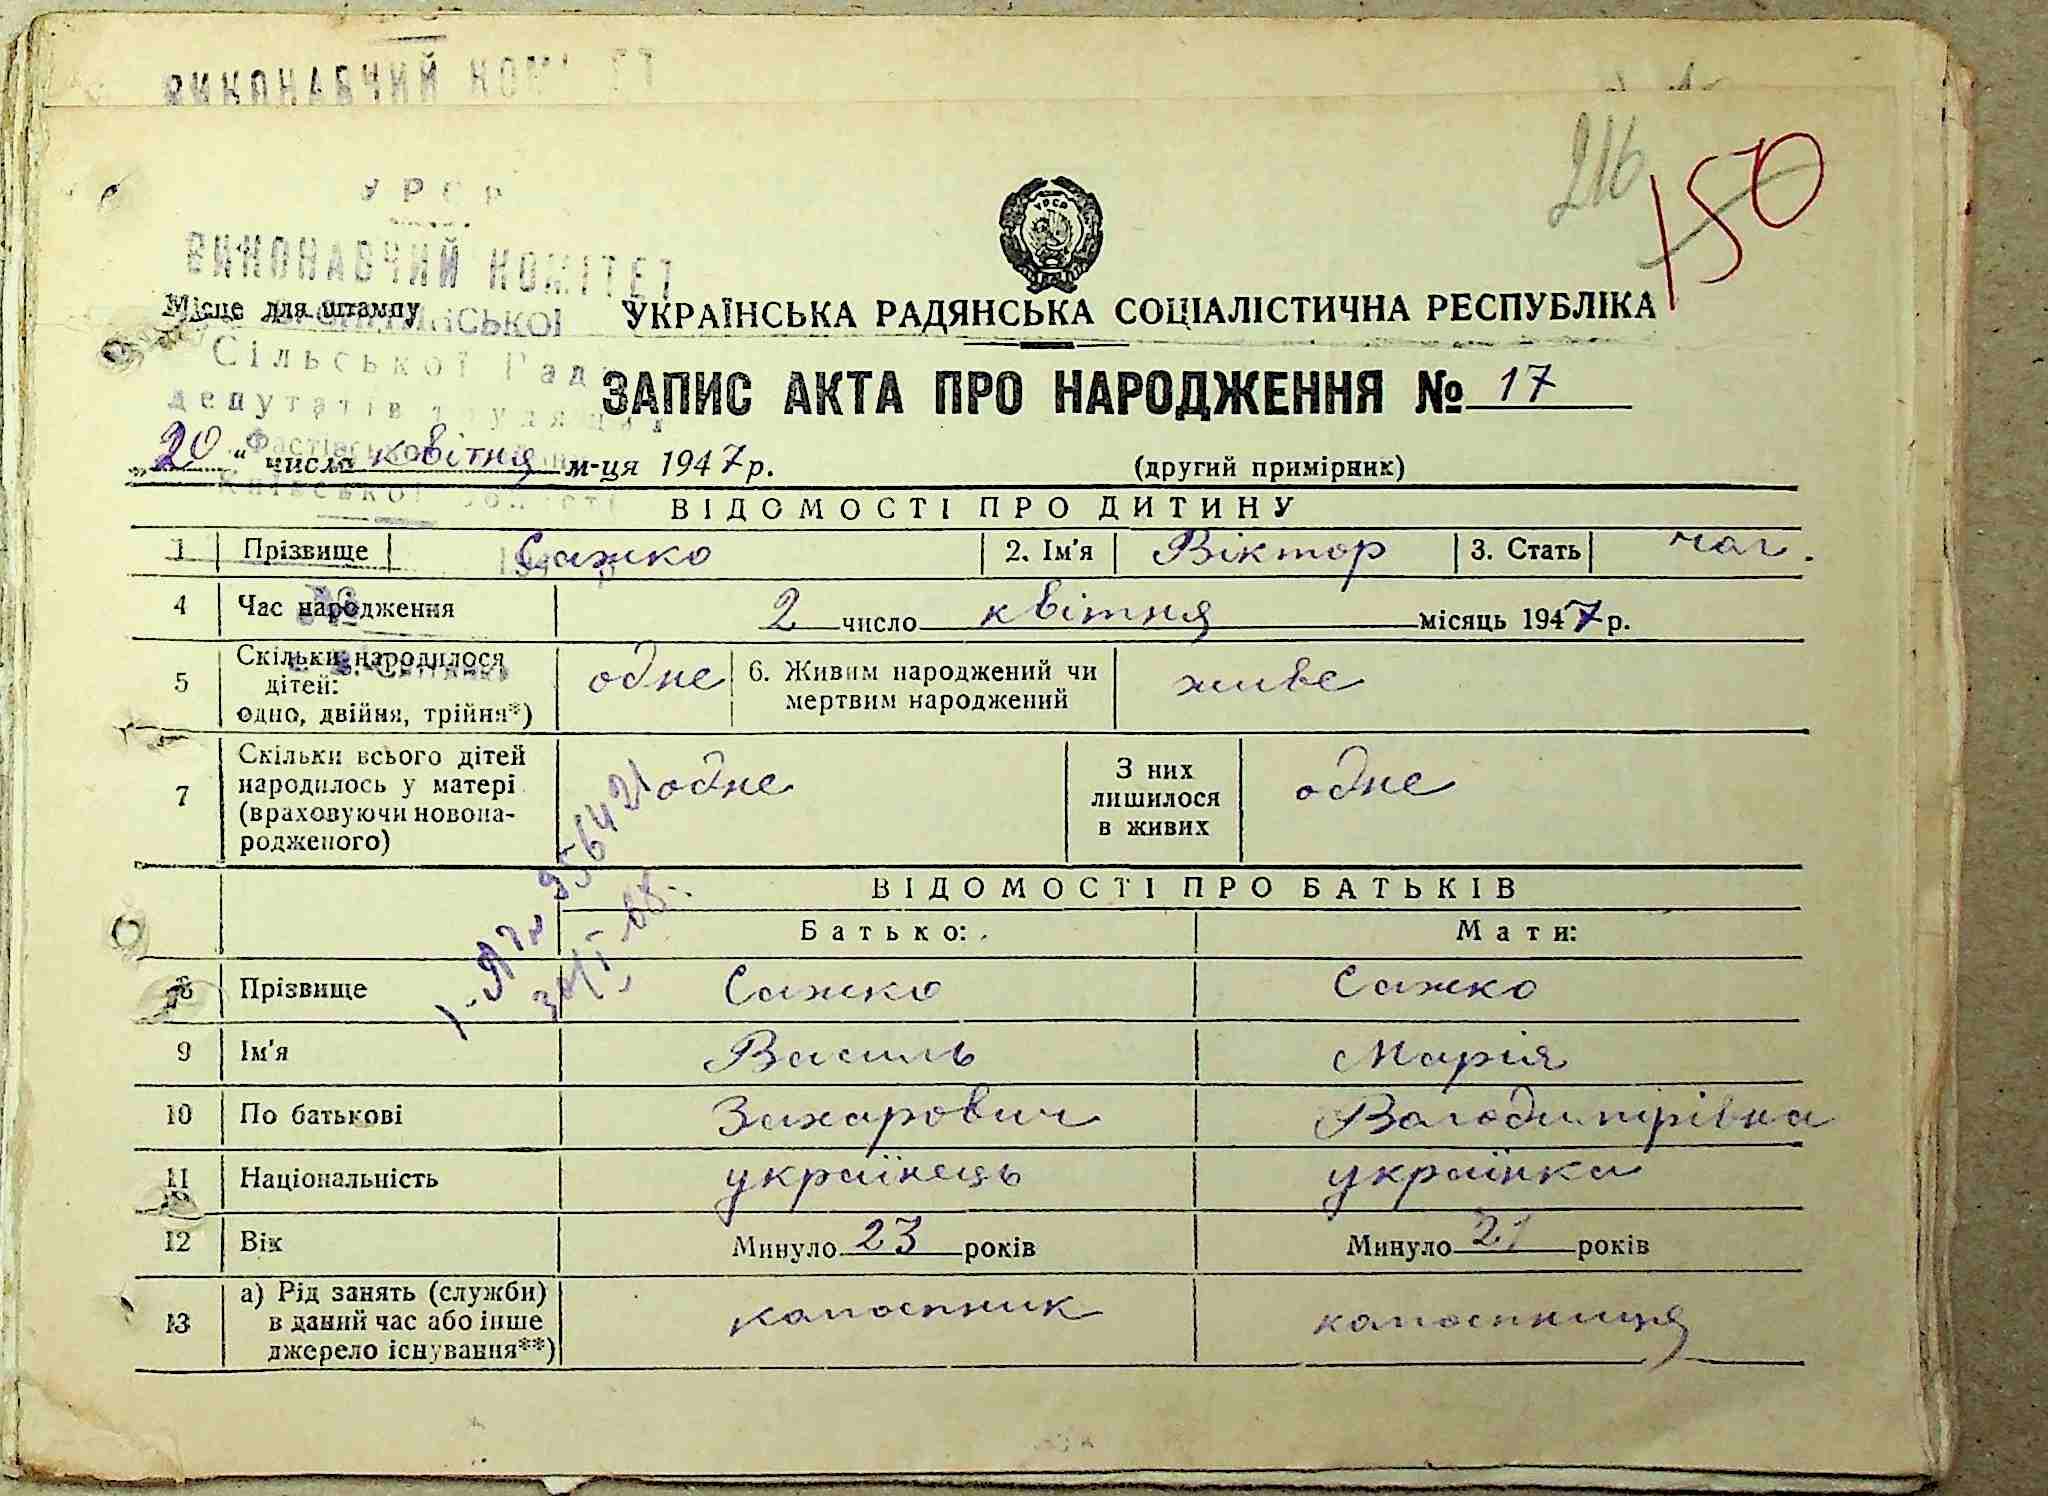 ВИКОНАВЧИЙ
216
150
УРСР
УРСР
ВИКОНАВЧИЙ КОМІТЕТ
Місце для штампу
УКРАЇНСЬКА РАДЯНСЬКА СОЦІАЛІСТИЧНА РЕСПУБЛІКА
Сільської Ради
депутатів трудящих
ЗАПИС АКТА ПРО НАРОДЖЕННЯ № 17
Київської області
„20“ числа квітня м-ця 1947 р. (другий примірник)
ВІДОМОСТІ ПРО ДИТИНУ
1 Прізвище Сажко 2. Ім'я Віктор 3. Стать чол.
4 Час народження 2 число квітня місяць 1947 р.
5 Скільки народилося дітей: одно, двійня, трійня*) одне 6. Живим народжений чи мертвим народжений живе
7 Скільки всього дітей народилось у матері (враховуючи новонародженого) одне З них лишилося в живих одне
ВІДОМОСТІ ПРО БАТЬКІВ
Батько: Мати:
8 Прізвище Сажко Сажко
9 Ім'я Василь Марія
10 По батькові Захарович Володимирівна
11 Національність українець українка
12 Вік Минуло 23 років Минуло 21 років
13 а) Рід занять (служби) в даний час або інше джерело існування**) колоспник колоспниця